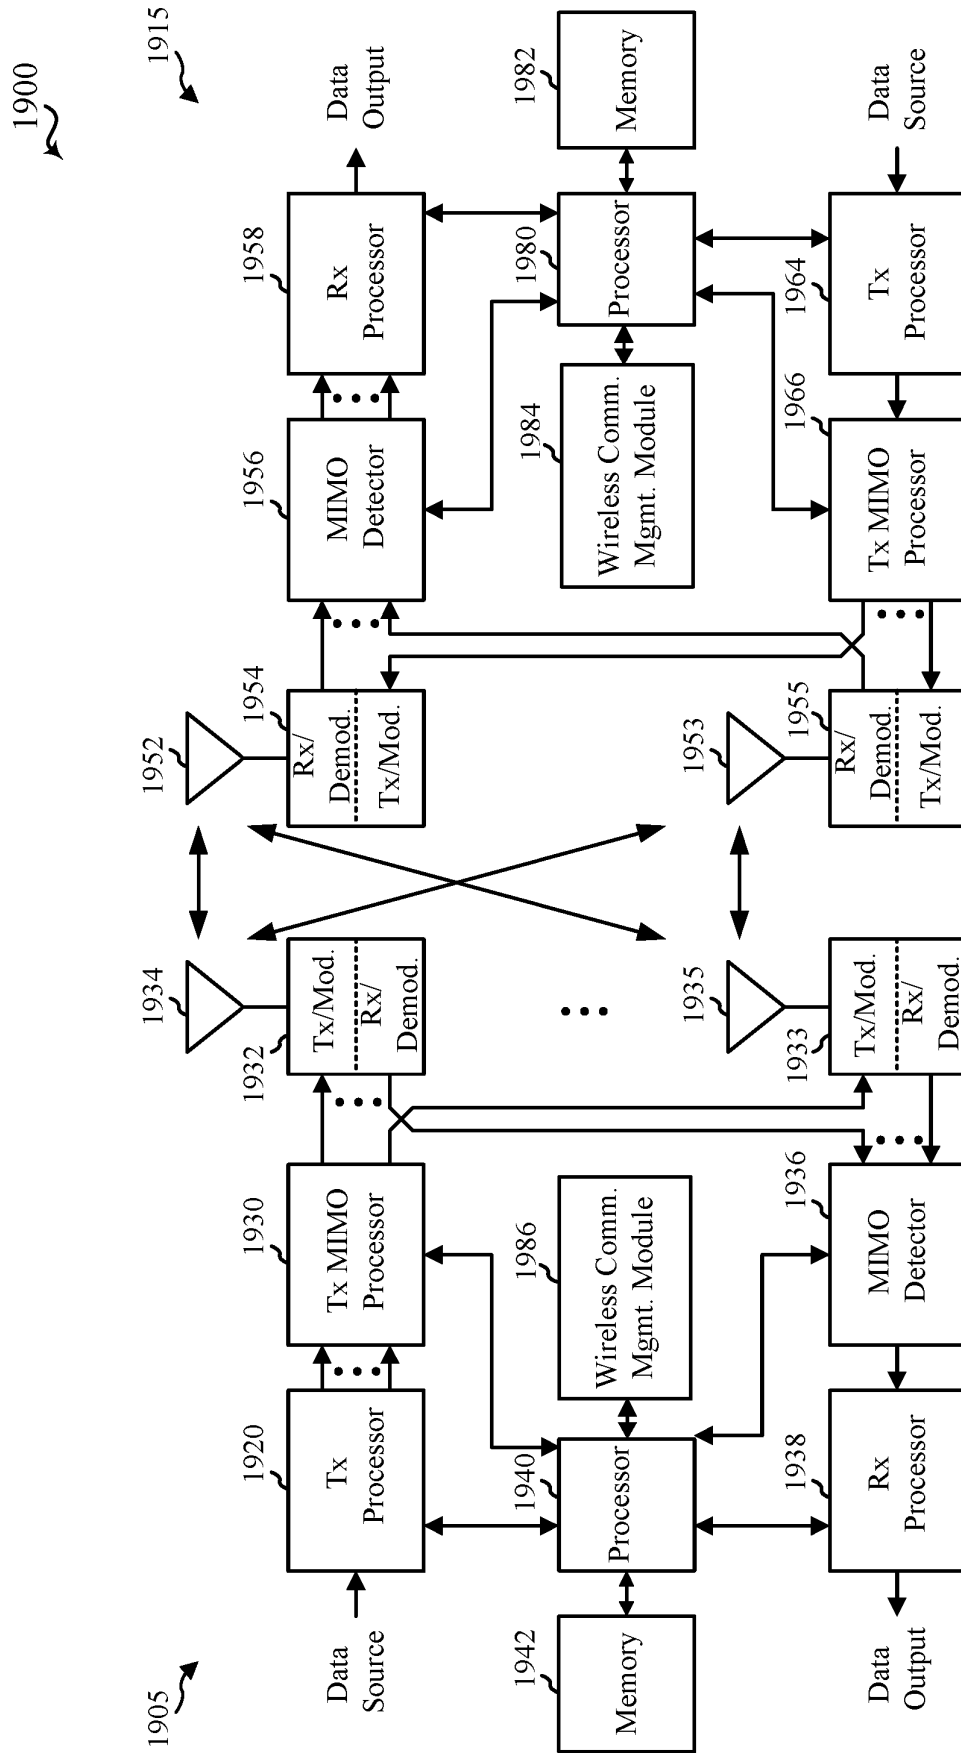 1900
1905
1915
Data
Source
1920
Tx
Processor
1930
Tx MIMO
Processor
1932
Tx/Mod.
Rx/
Demod.
1934
1952
1954
Rx/
Demod.
Tx/Mod.
1956
MIMO
Detector
1958
Rx
Processor
Data
Output
1942
Memory
1940
Processor
1986
Wireless Comm.
Mgmt. Module
1984
Wireless Comm.
Mgmt. Module
1980
Processor
1982
Memory
Data
Output
1938
Rx
Processor
1936
MIMO
Detector
1933
Tx/Mod.
Rx/
Demod.
1935
1953
1955
Rx/
Demod.
Tx/Mod.
1966
Tx MIMO
Processor
1964
Tx
Processor
Data
Source